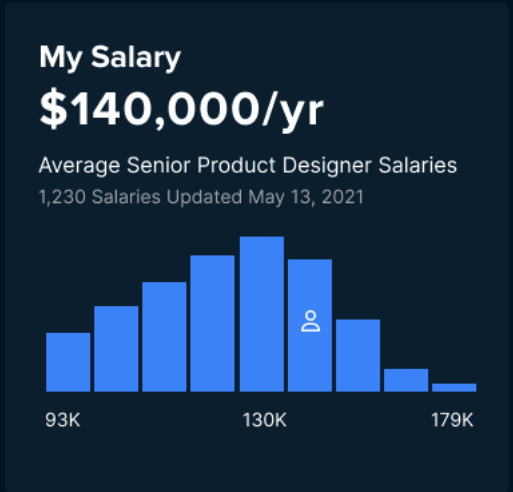 My Salary
$140,000/yr
Average Senior Product Designer Salaries
1,230 Salaries Updated May 13, 2021
93K 130K 179K